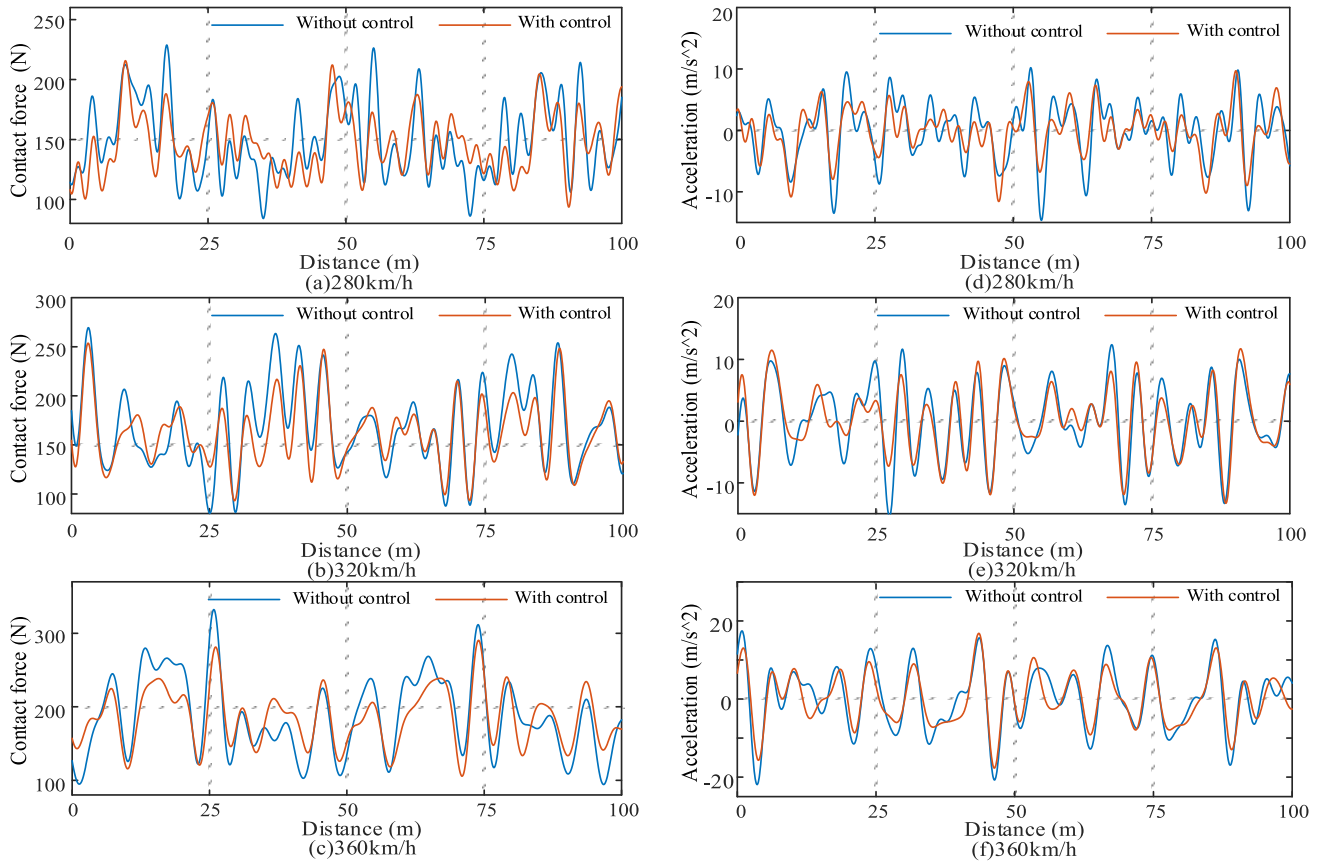 Contact force (N)
250
200
150
100
Without control
With control
0
25
50
75
100
Distance (m)
(a)280km/h
Acceleration (m/s^2)
20
10
0
-10
Without control
With control
0
25
50
75
100
Distance (m)
(d)280km/h
Contact force (N)
300
250
200
150
100
Without control
With control
0
25
50
75
100
Distance (m)
(b)320km/h
Acceleration (m/s^2)
20
10
0
-10
Without control
With control
0
25
50
75
100
Distance (m)
(e)320km/h
Contact force (N)
300
200
100
Without control
With control
0
25
50
75
100
Distance (m)
(c)360km/h
Acceleration (m/s^2)
20
0
-20
Without control
With control
0
25
50
75
100
Distance (m)
(f)360km/h